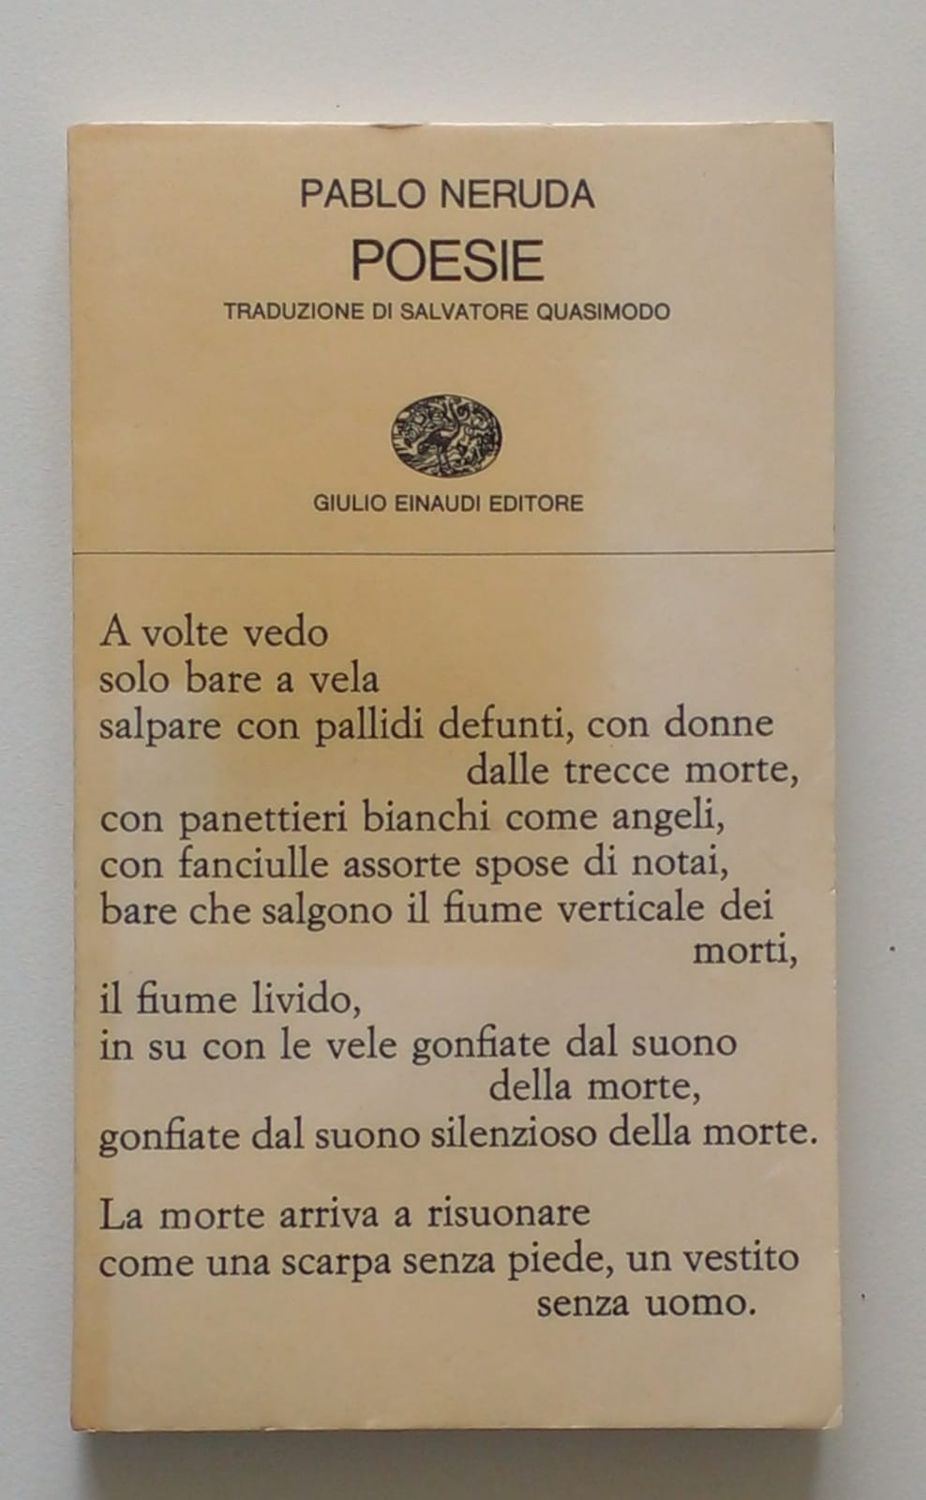 PABLO NERUDA
POESIE
TRADUZIONE DI SALVATORE QUASIMODO
GIULIO EINAUDI EDITORE
A volte vedo
solo bare a vela
salpare con pallidi defunti, con donne
dalle trecce morte,
con panettieri bianchi come angeli,
con fanciulle assorte spose di notai,
bare che salgono il fiume verticale dei
morti,
il fiume livido,
in su con le vele gonfiate dal suono
della morte,
gonfiate dal suono silenzioso della morte.
La morte arriva a risuonare
come una scarpa senza piede, un vestito
senza uomo.